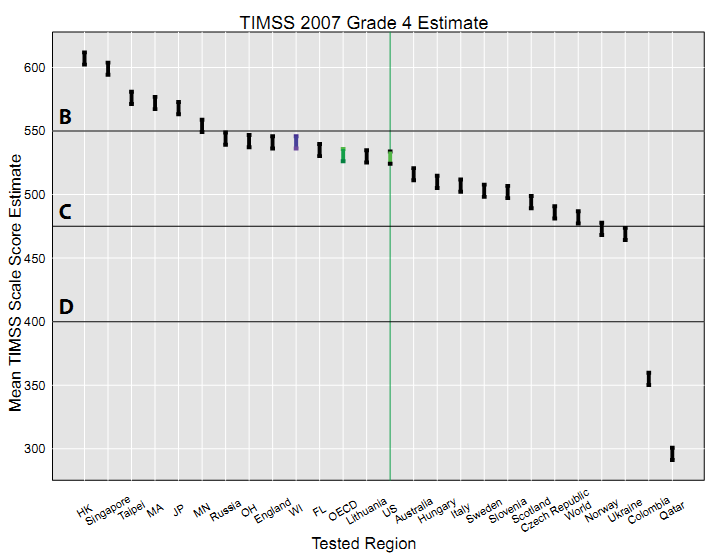 TIMSS 2007 Grade 4 Estimate
Mean TIMSS Scale Score Estimate
600
B
550
500
C
450
D
400
350
300
HK
Singapore
Taipei
MA
JP
MN
Russia
OH
England
WI
FL
OECD
Lithuania
US
Australia
Hungary
Italy
Sweden
Slovenia
Scotland
Czech Republic
World
Norway
Ukraine
Colombia
Qatar
Tested Region